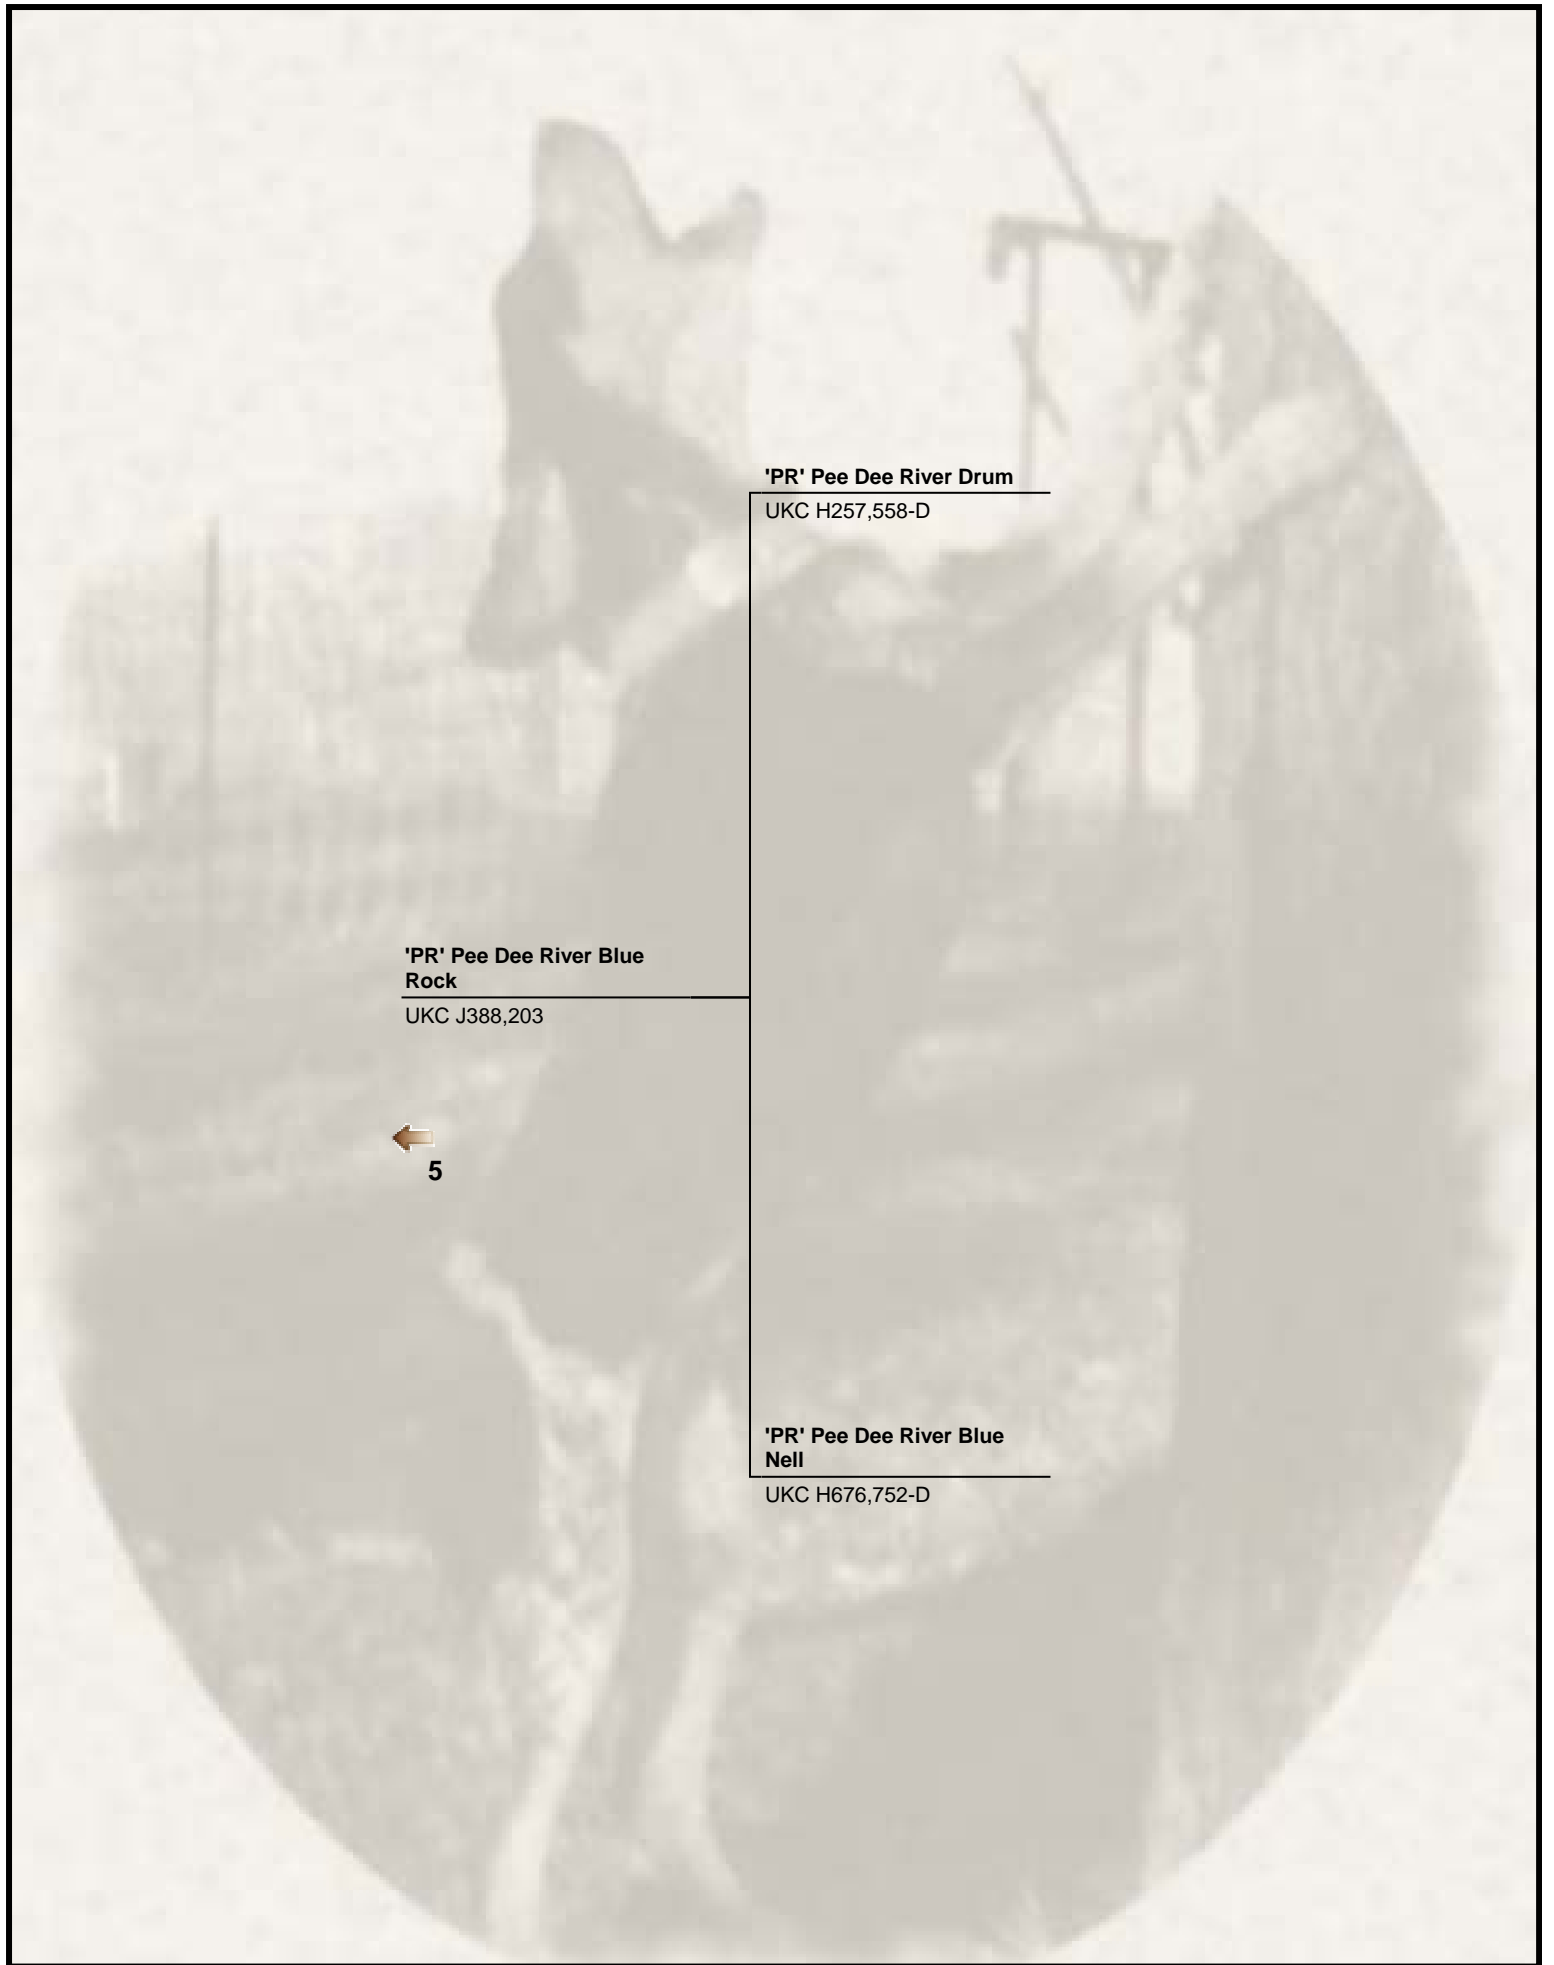 'PR' Pee Dee River Drum
UKC H257,558-D
'PR' Pee Dee River Blue
Rock
UKC J388,203
5
'PR' Pee Dee River Blue
Nell
UKC H676,752-D